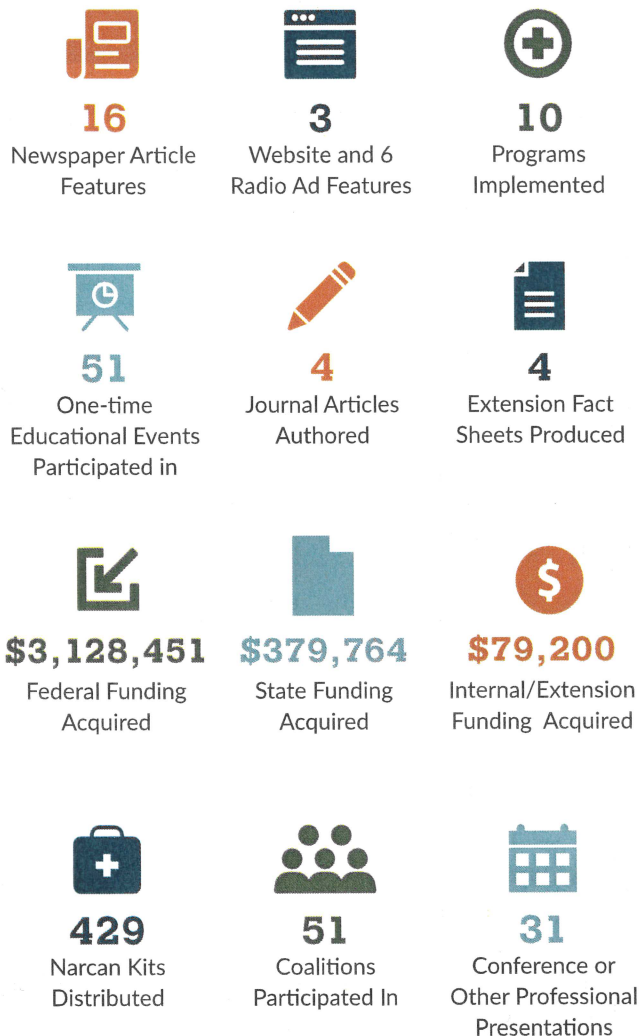 16
Newspaper Article
Features
3
Website and 6
Radio Ad Features
10
Programs
Implemented
51
One-time
Educational Events
Participated in
4
Journal Articles
Authored
4
Extension Fact
Sheets Produced
$3,128,451
Federal Funding
Acquired
$379,764
State Funding
Acquired
$79,200
Internal/Extension
Funding Acquired
429
Narcan Kits
Distributed
51
Coalitions
Participated In
31
Conference or
Other Professional
Presentations